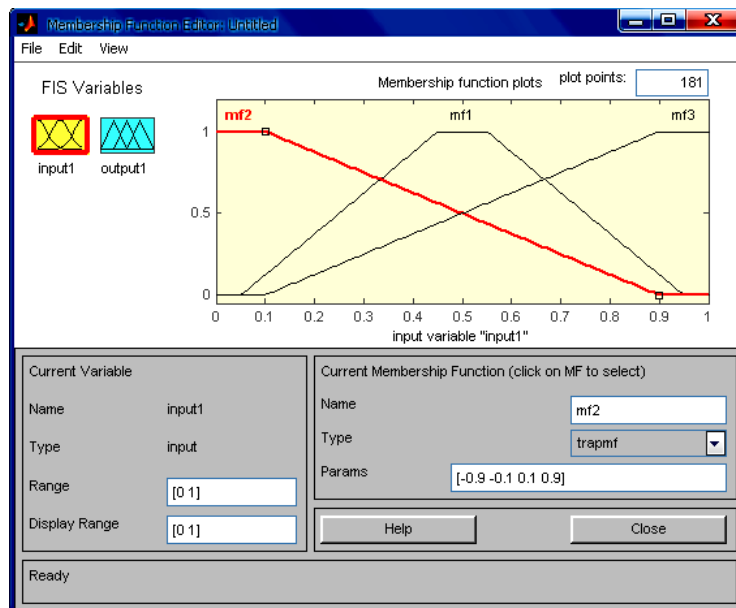 Membership Function Editor: Untitled
File Edit View
FIS Variables
Membership function plots plot points: 181
mf2 mf1 mf3
input1 output1
1
0.5
0
0 0.1 0.2 0.3 0.4 0.5 0.6 0.7 0.8 0.9 1
input variable "input1"
Current Variable
Name input1
Type input
Range [0 1]
Display Range [0 1]
Current Membership Function (click on MF to select)
Name mf2
Type trapmf
Params [-0.9 -0.1 0.1 0.9]
Help Close
Ready